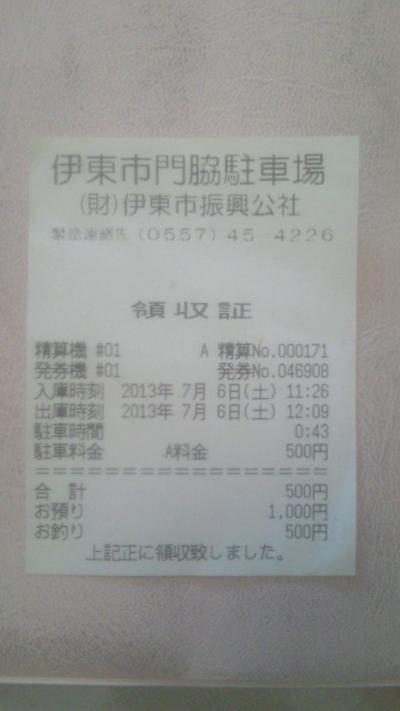 伊東市門脇駐車場
(財)伊東市振興公社
緊急連絡先 (0557) 45-4226
領収証
精算機 #01 A 精算No.000171
発券機 #01 発券No.046908
入庫時刻 2013年 7月 6日(土) 11:26
出庫時刻 2013年 7月 6日(土) 12:09
駐車時間 0:43
駐車料金 A料金 500円
==================
合 計 500円
お預り 1,000円
お釣り 500円
上記正に領収致しました。